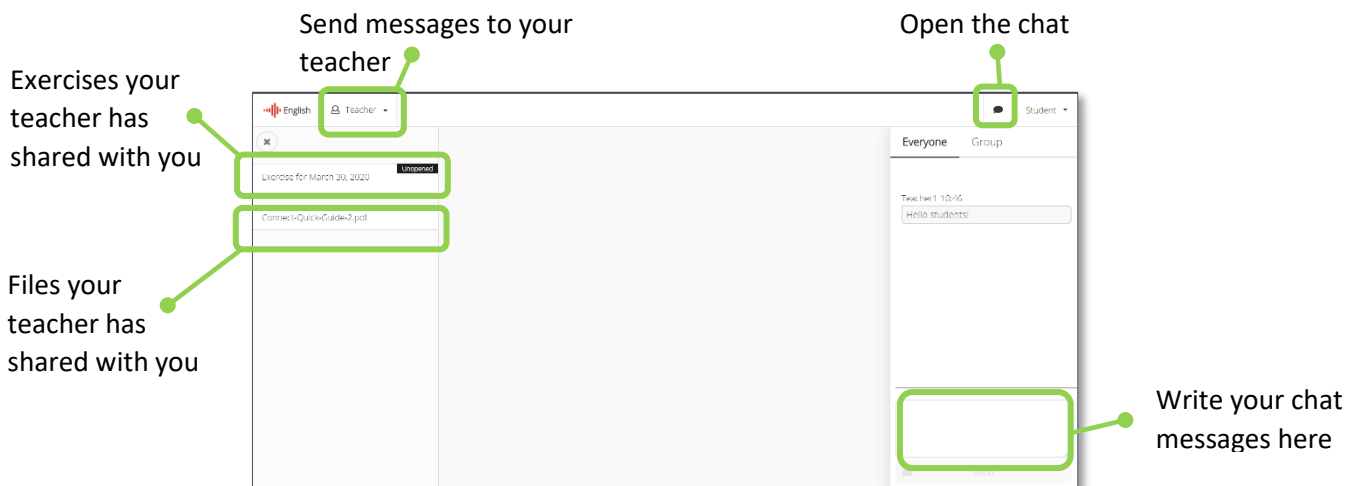 Send messages to your
teacher
Open the chat
Exercises your
teacher has
shared with you
English
Teacher
Student
Everyone Group
Unopened
Exercise for March 30, 2020
Teacher1 10:46
Hello students!
Connect-Quick-Guide-2.pdf
Files your
teacher has
shared with you
Write your chat
messages here
Send